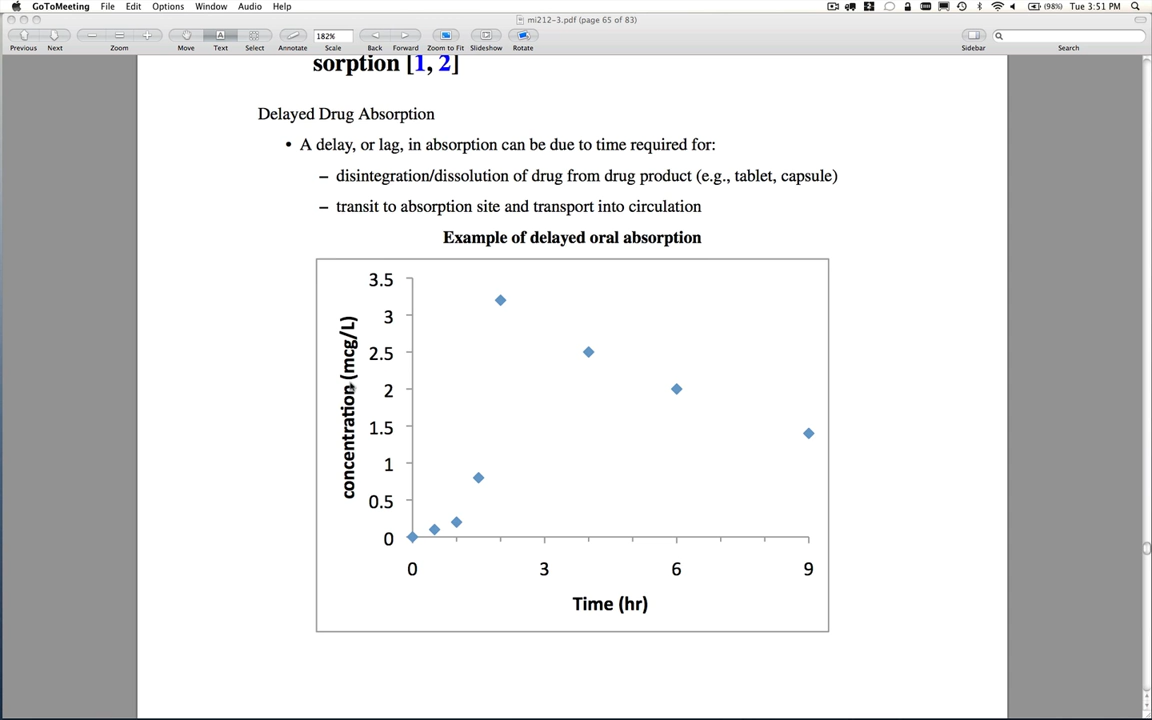 GoToMeeting File Edit Options Window Audio Help (98%) Tue 3:51 PM
mi212-3.pdf (page 65 of 83)
182%
Previous Next Zoom Move Text Select Annotate Scale Back Forward Zoom to Fit Slideshow Rotate Sidebar Search
sorption [1, 2]
Delayed Drug Absorption
• A delay, or lag, in absorption can be due to time required for:
– disintegration/dissolution of drug from drug product (e.g., tablet, capsule)
– transit to absorption site and transport into circulation
Example of delayed oral absorption
concentration (mcg/L)
3.5
3
2.5
2
1.5
1
0.5
0
0 3 6 9
Time (hr)